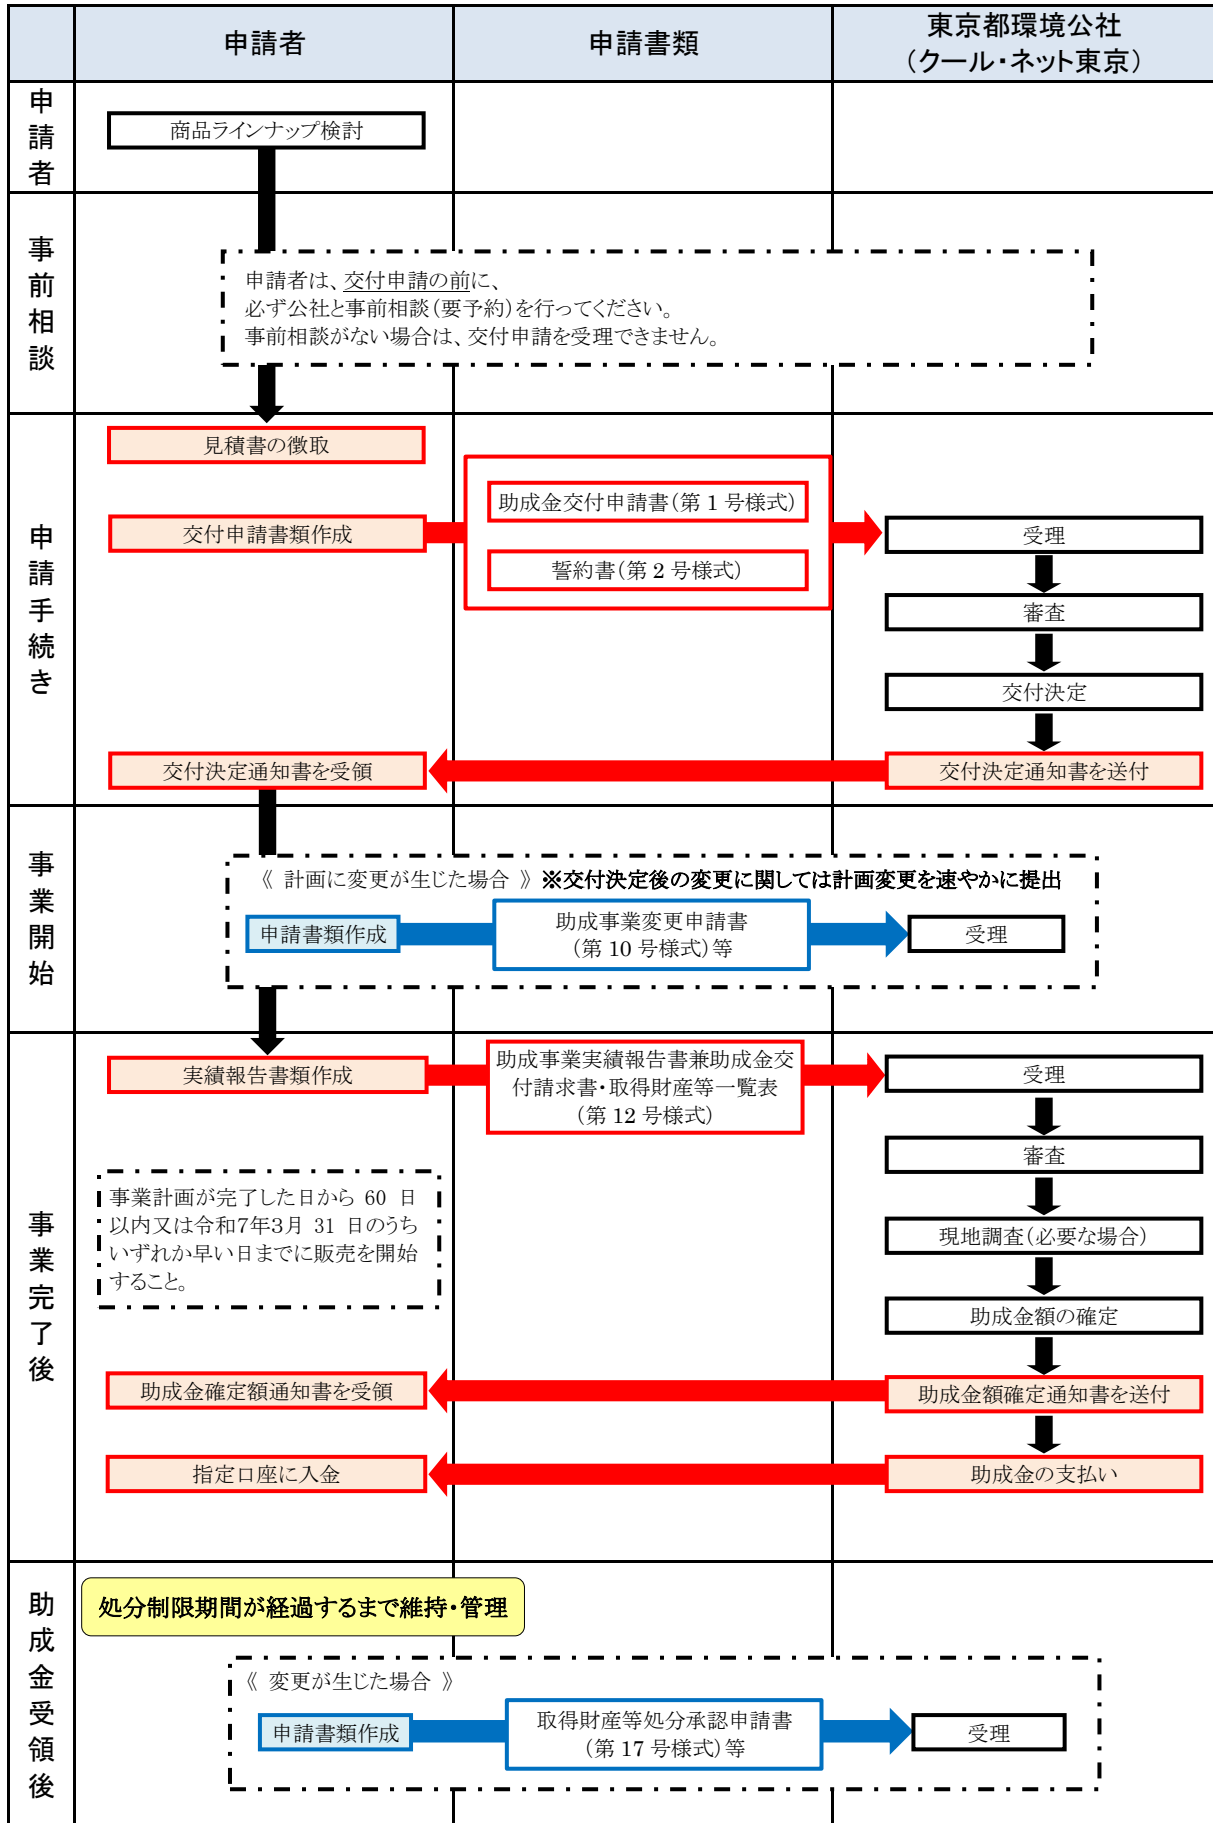 申請者
申請書類
東京都環境公社
（クール・ネット東京）
申請者
商品ラインナップ検討
事前相談
申請者は、交付申請の前に、
必ず公社と事前相談（要予約）を行ってください。
事前相談がない場合は、交付申請を受理できません。
申請手続き
見積書の徴取
交付申請書類作成
助成金交付申請書（第 1 号様式）
誓約書（第 2 号様式）
受理
審査
交付決定
交付決定通知書を受領
交付決定通知書を送付
事業開始
《 計画に変更が生じた場合 》※交付決定後の変更に関しては計画変更を速やかに提出
申請書類作成
助成事業変更申請書
（第 10 号様式）等
受理
事業完了後
実績報告書類作成
助成事業実績報告書兼助成金交
付請求書・取得財産等一覧表
（第 12 号様式）
受理
審査
事業計画が完了した日から 60 日
以内又は令和7年3月 31 日のうち
いずれか早い日までに販売を開始
すること。
現地調査（必要な場合）
助成金額の確定
助成金確定額通知書を受領
助成金額確定通知書を送付
指定口座に入金
助成金の支払い
助成金受領後
処分制限期間が経過するまで維持・管理
《 変更が生じた場合 》
申請書類作成
取得財産等処分承認申請書
（第 17 号様式）等
受理